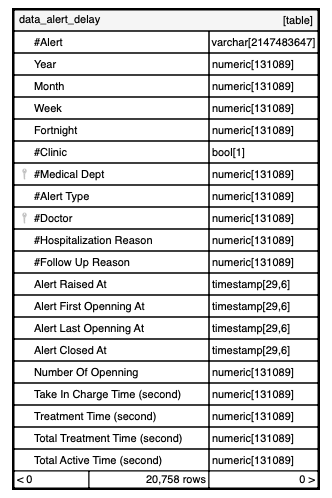 data_alert_delay [table]
#Alert varchar[2147483647]
Year numeric[131089]
Month numeric[131089]
Week numeric[131089]
Fortnight numeric[131089]
#Clinic bool[1]
#Medical Dept numeric[131089]
#Alert Type numeric[131089]
#Doctor numeric[131089]
#Hospitalization Reason numeric[131089]
#Follow Up Reason numeric[131089]
Alert Raised At timestamp[29,6]
Alert First Openning At timestamp[29,6]
Alert Last Openning At timestamp[29,6]
Alert Closed At timestamp[29,6]
Number Of Openning numeric[131089]
Take In Charge Time (second) numeric[131089]
Treatment Time (second) numeric[131089]
Total Treatment Time (second) numeric[131089]
Total Active Time (second) numeric[131089]
< 0 20,758 rows 0 >